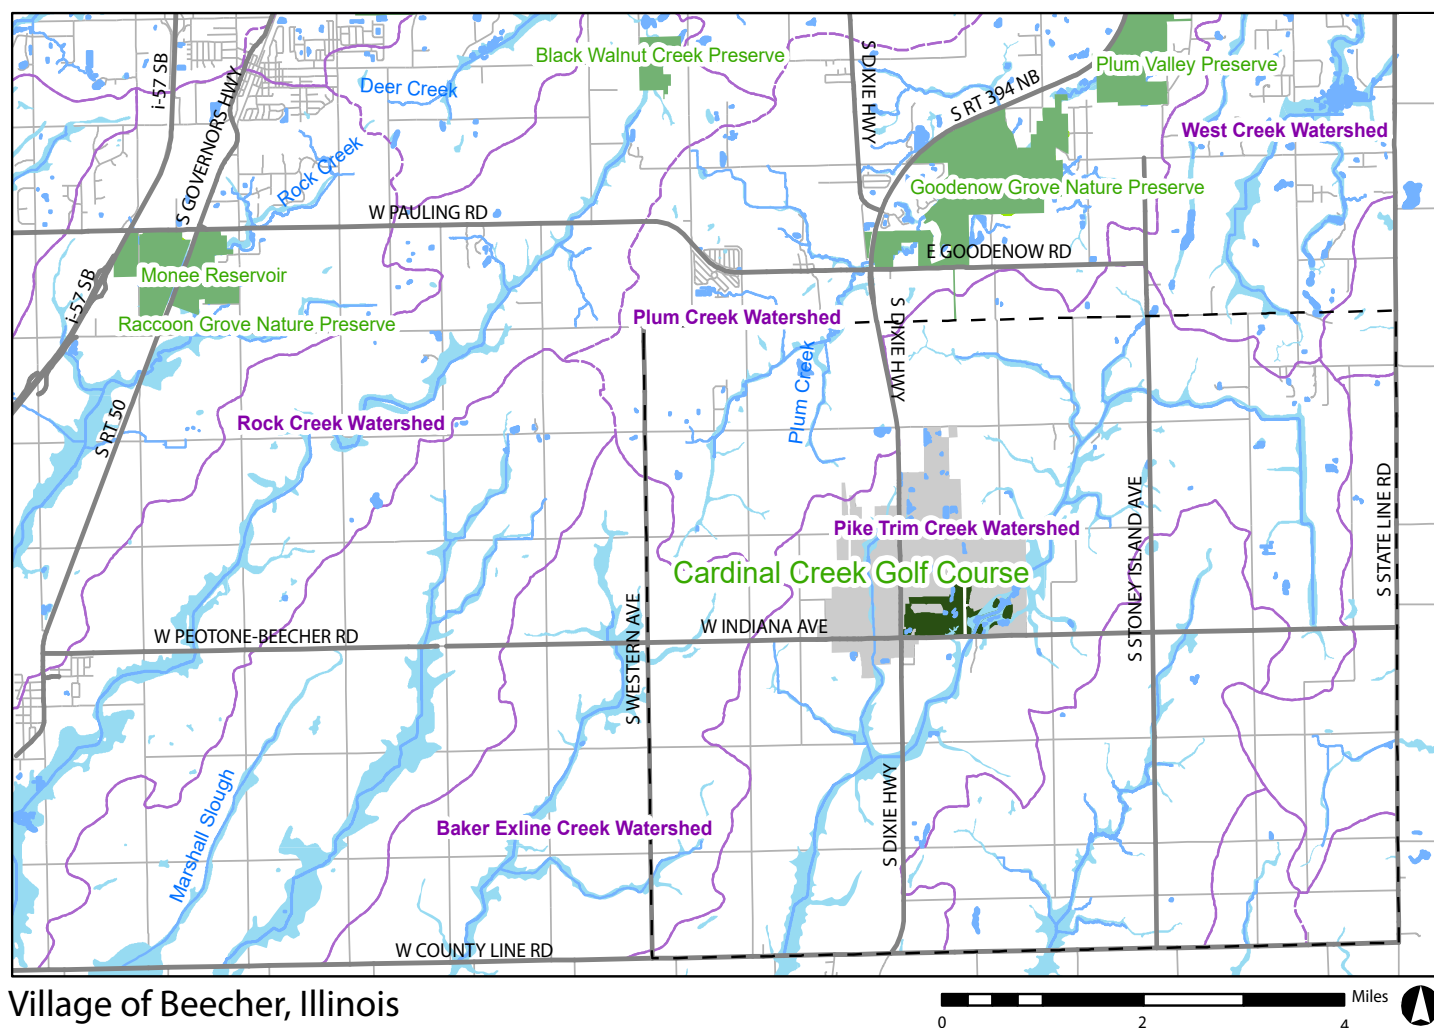 i-57 SB
S GOVERNORS HWY
Deer Creek
Black Walnut Creek Preserve
S DIXIE HWY
S RT 394 NB
Plum Valley Preserve
West Creek Watershed
Rock Creek
Goodenow Grove Nature Preserve
W PAULING RD
E GOODENOW RD
Monee Reservoir
i-57 SB
Raccoon Grove Nature Preserve
Plum Creek Watershed
S DIXIE HWY
Plum Creek
S RT 50
Rock Creek Watershed
S STATE LINE RD
Pike Trim Creek Watershed
S STONEY ISLAND AVE
Cardinal Creek Golf Course
W PEOTONE-BEECHER RD
S WESTERN AVE
W INDIANA AVE
Marshall Slough
Baker Exline Creek Watershed
S DIXIE HWY
W COUNTY LINE RD
Village of Beecher, Illinois
Miles
0 2 4